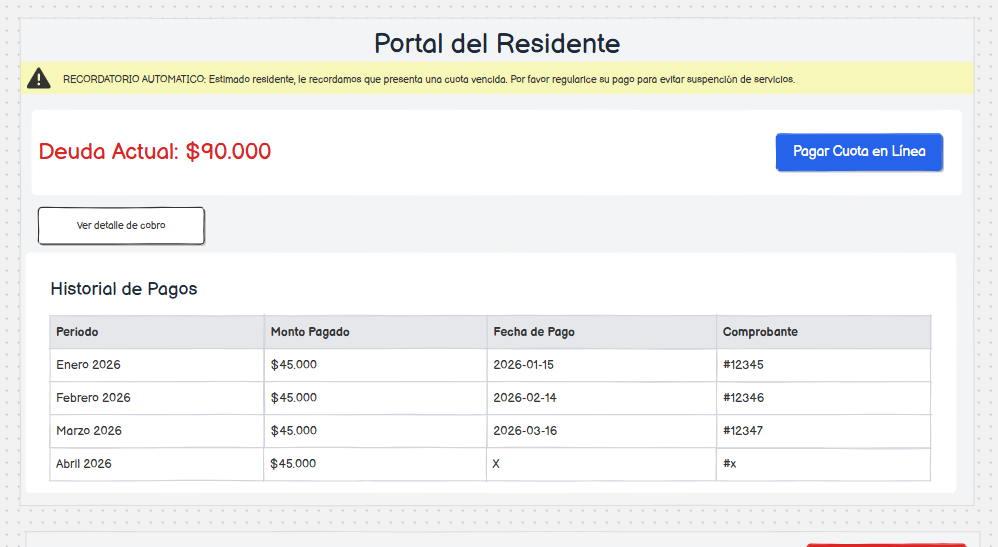 Portal del Residente
RECORDATORIO AUTOMATICO: Estimado residente, le recordamos que presenta una cuota vencida. Por favor regularice su pago para evitar suspenciòn de servicios.
Deuda Actual: $90.000
Pagar Cuota en Línea
Ver detalle de cobro
Historial de Pagos
Periodo Monto Pagado Fecha de Pago Comprobante
Enero 2026 $45.000 2026-01-15 #12345
Febrero 2026 $45.000 2026-02-14 #12346
Marzo 2026 $45.000 2026-03-16 #12347
Abril 2026 $45.000 X #x